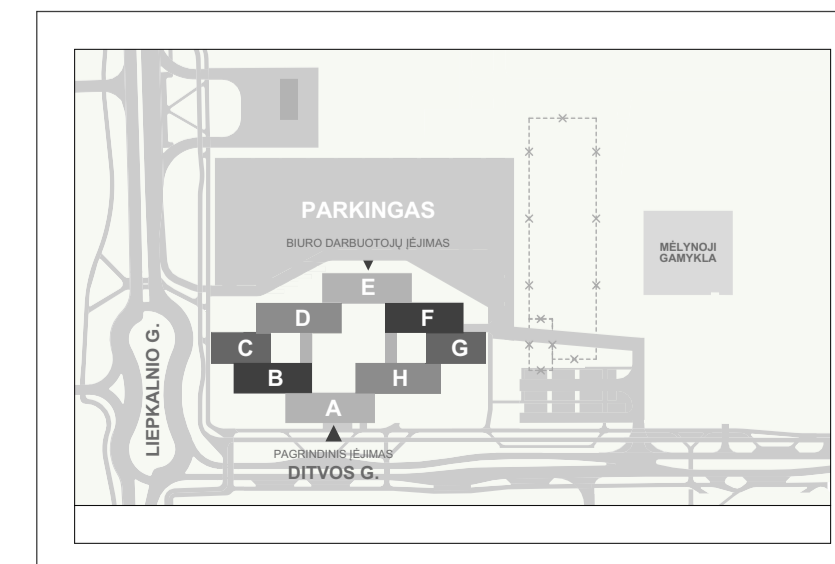 PARKINGAS
BIURO DARBUOTOJŲ ĮĖJIMAS
MĖLYNOJI
GAMYKLA
E
D
F
C
G
B
H
A
LIEPKALNIO G.
PAGRINDINIS ĮĖJIMAS
DITVOS G.